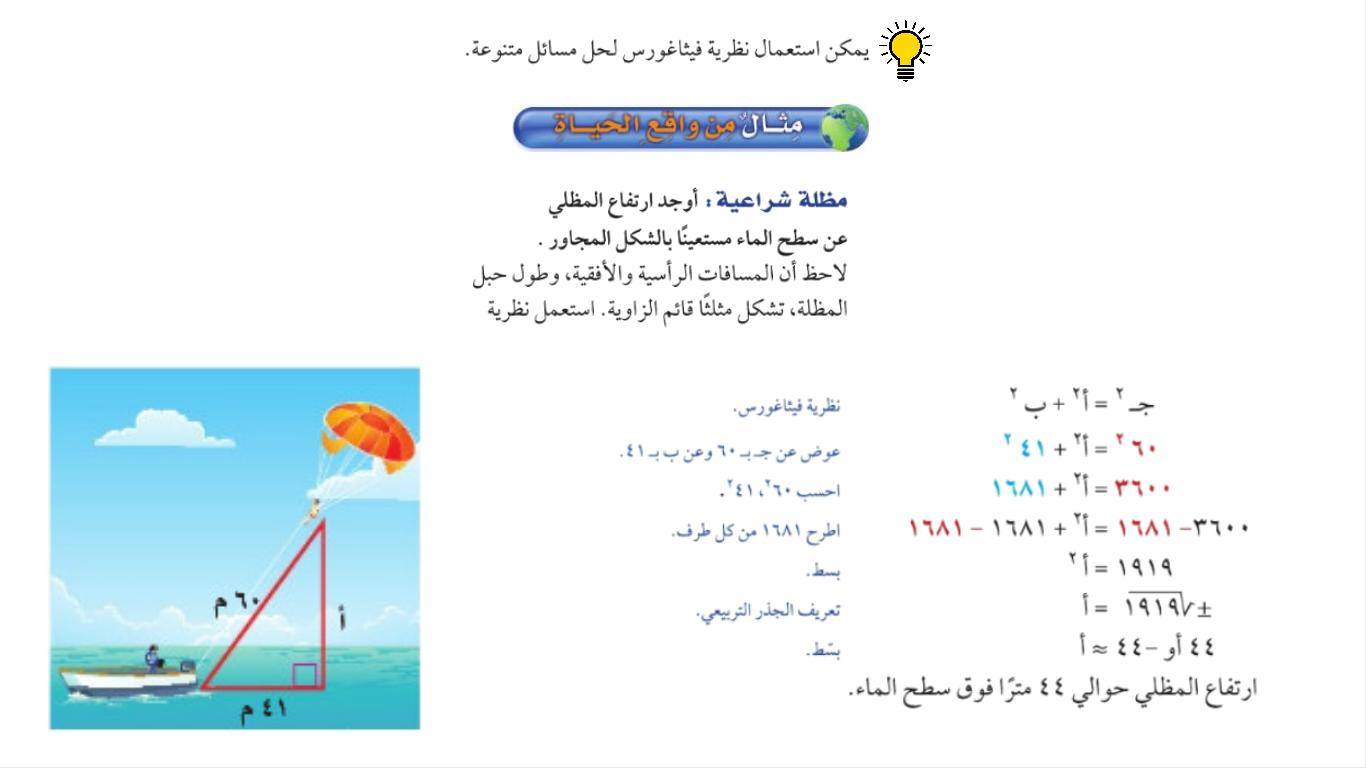 يمكن استعمال نظرية فيثاغورس لحل مسائل متنوعة.
مِثَـالٌ مِن واقِعِ الحَيـاةِ
مظلة شراعية : أوجد ارتفاع المظلي
عن سطح الماء مستعينًا بالشكل المجاور .
لاحظ أن المسافات الرأسية والأفقية، وطول حبل
المظلة، تشكل مثلثًا قائم الزاوية. استعمل نظرية
جـ٢ = أ٢ + ب٢ نظرية فيثاغورس.
٦٠٢ = أ٢ + ٤١٢ عوض عن جـ بـ ٦٠ وعن ب بـ ٤١.
٣٦٠٠ = أ٢ + ١٦٨١ احسب ٦٠٢، ٤١٢.
٣٦٠٠– ١٦٨١ = أ٢ + ١٦٨١ – ١٦٨١ اطرح ١٦٨١ من كل طرف.
١٩١٩ = أ٢ بسط.
±√١٩١٩ = أ تعريف الجذر التربيعي.
٤٤ أو –٤٤ ≈ أ بسّط.
ارتفاع المظلي حوالي ٤٤ مترًا فوق سطح الماء.
٦٠ م
أ
٤١ م